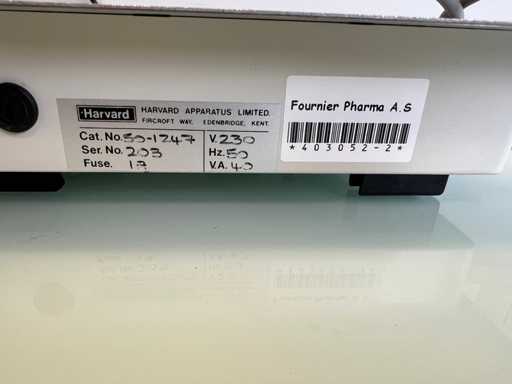 Harvard
HARVARD APPARATUS LIMITED.
FIRCROFT WAY, EDENBRIDGE, KENT.
Cat. No. 50-1247 V. 230
Ser. No. 203 Hz. 50
Fuse. V.A. 40
Fournier Pharma A.S
*403052-2*